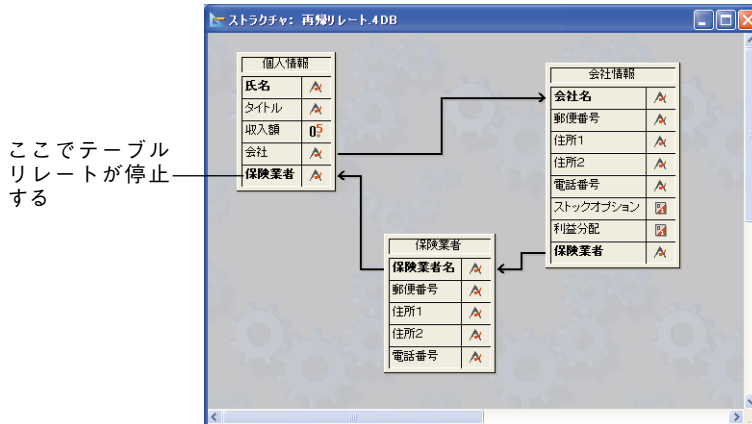 ストラクチャ： 再帰リレート.4DB
個人情報
氏名
タイトル
収入額
会社
保険業者
ここでテーブル
リレートが停止
する
会社情報
会社名
郵便番号
住所1
住所2
電話番号
ストックオプション
利益分配
保険業者
保険業者
保険業者名
郵便番号
住所1
住所2
電話番号